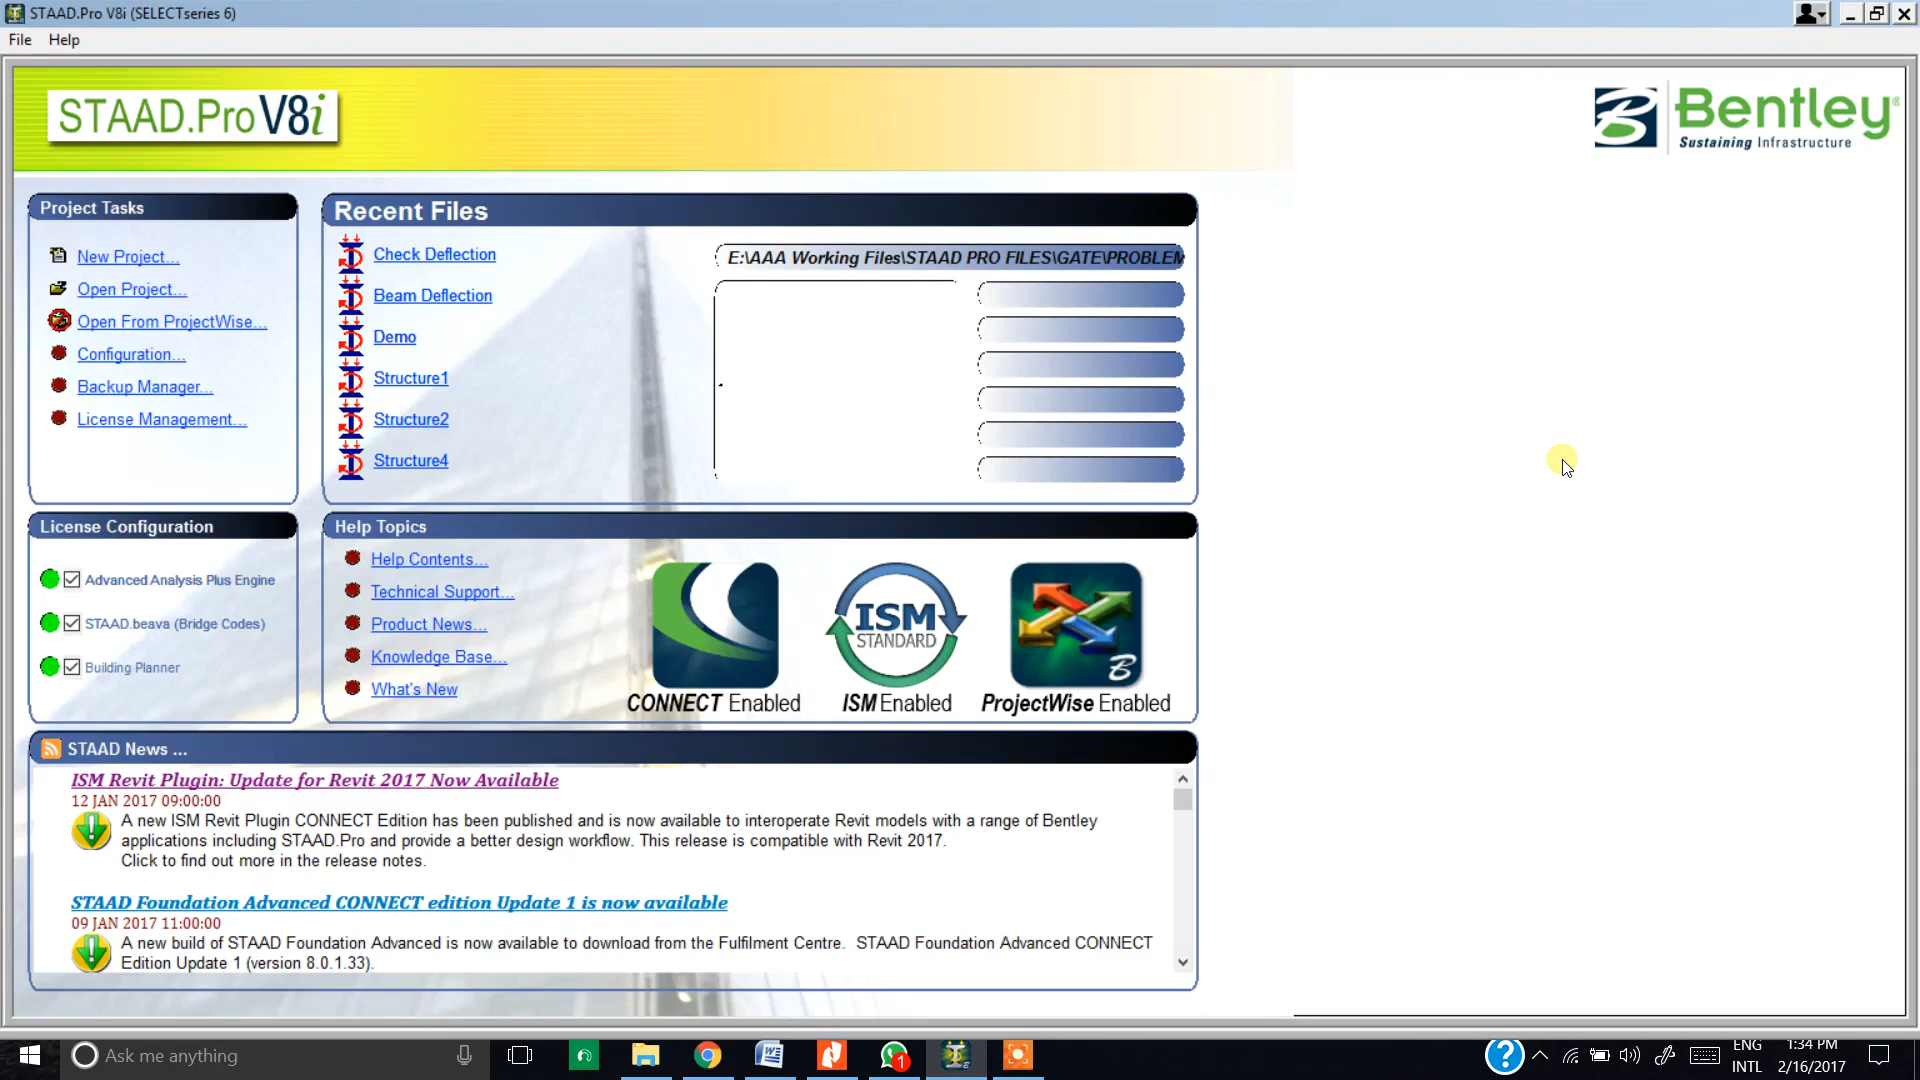 STAAD.Pro V8i (SELECTseries 6)
File Help
STAAD.Pro V8i
Bentley®
Sustaining Infrastructure
Project Tasks
New Project...
Open Project...
Open From ProjectWise...
Configuration...
Backup Manager...
License Management...
Recent Files
Check Deflection
Beam Deflection
Demo
Structure1
Structure2
Structure4
E:\AAA Working Files\STAAD PRO FILES\GATE\PROBLEM
License Configuration
Advanced Analysis Plus Engine
STAAD.beava (Bridge Codes)
Building Planner
Help Topics
Help Contents...
Technical Support...
Product News...
Knowledge Base...
What's New
CONNECT Enabled
ISM
STANDARD
ISM Enabled
B
ProjectWise Enabled
STAAD News ...
ISM Revit Plugin: Update for Revit 2017 Now Available
12 JAN 2017 09:00:00
A new ISM Revit Plugin CONNECT Edition has been published and is now available to interoperate Revit models with a range of Bentley
applications including STAAD.Pro and provide a better design workflow. This release is compatible with Revit 2017.
Click to find out more in the release notes.
STAAD Foundation Advanced CONNECT edition Update 1 is now available
09 JAN 2017 11:00:00
A new build of STAAD Foundation Advanced is now available to download from the Fulfilment Centre. STAAD Foundation Advanced CONNECT
Edition Update 1 (version 8.0.1.33).
Ask me anything
1
?
ENG
INTL
1:34 PM
2/16/2017